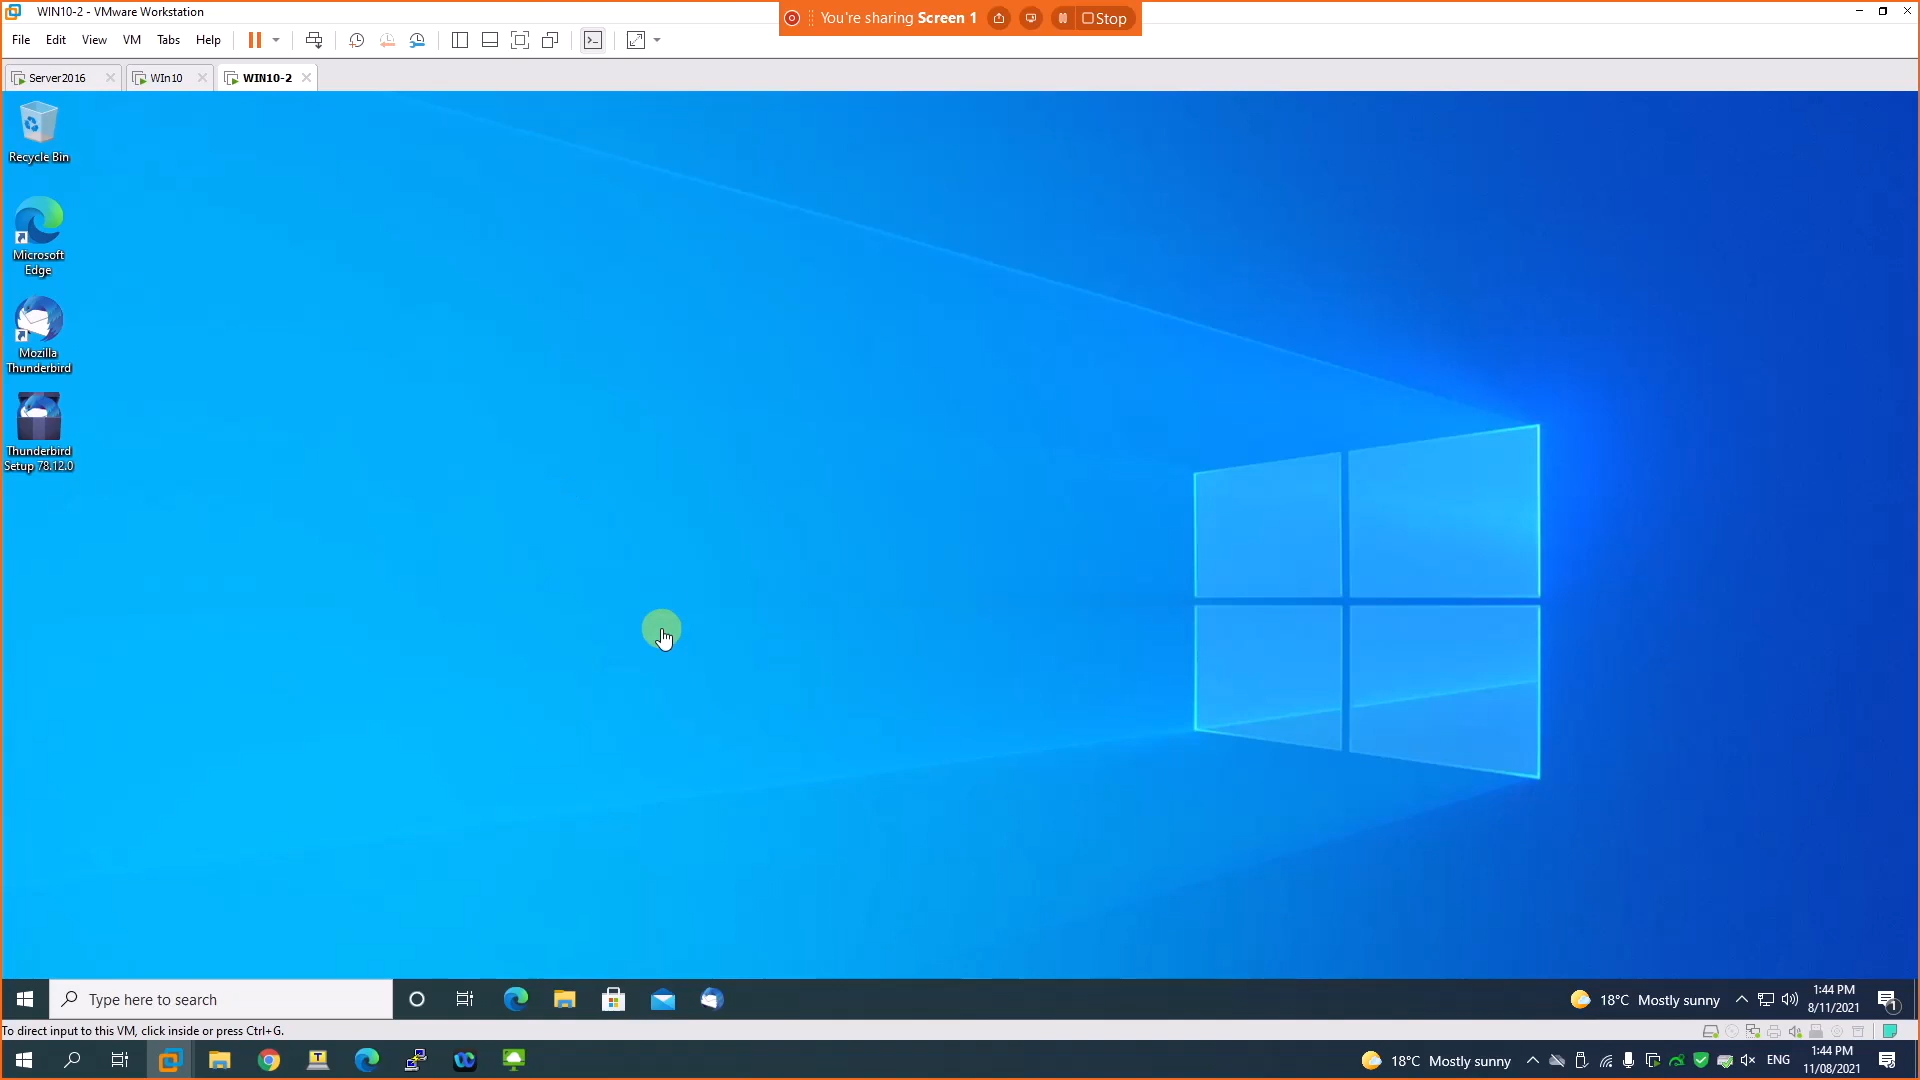 WIN10-2 - VMware Workstation
You're sharing Screen 1
Stop
File Edit View VM Tabs Help
Server2016
WIn10
WIN10-2
Recycle Bin
Microsoft
Edge
Mozilla
Thunderbird
Thunderbird
Setup 78.12.0
Type here to search
18°C Mostly sunny
1:44 PM
8/11/2021
1
To direct input to this VM, click inside or press Ctrl+G.
T
18°C Mostly sunny
ENG
1:44 PM
11/08/2021